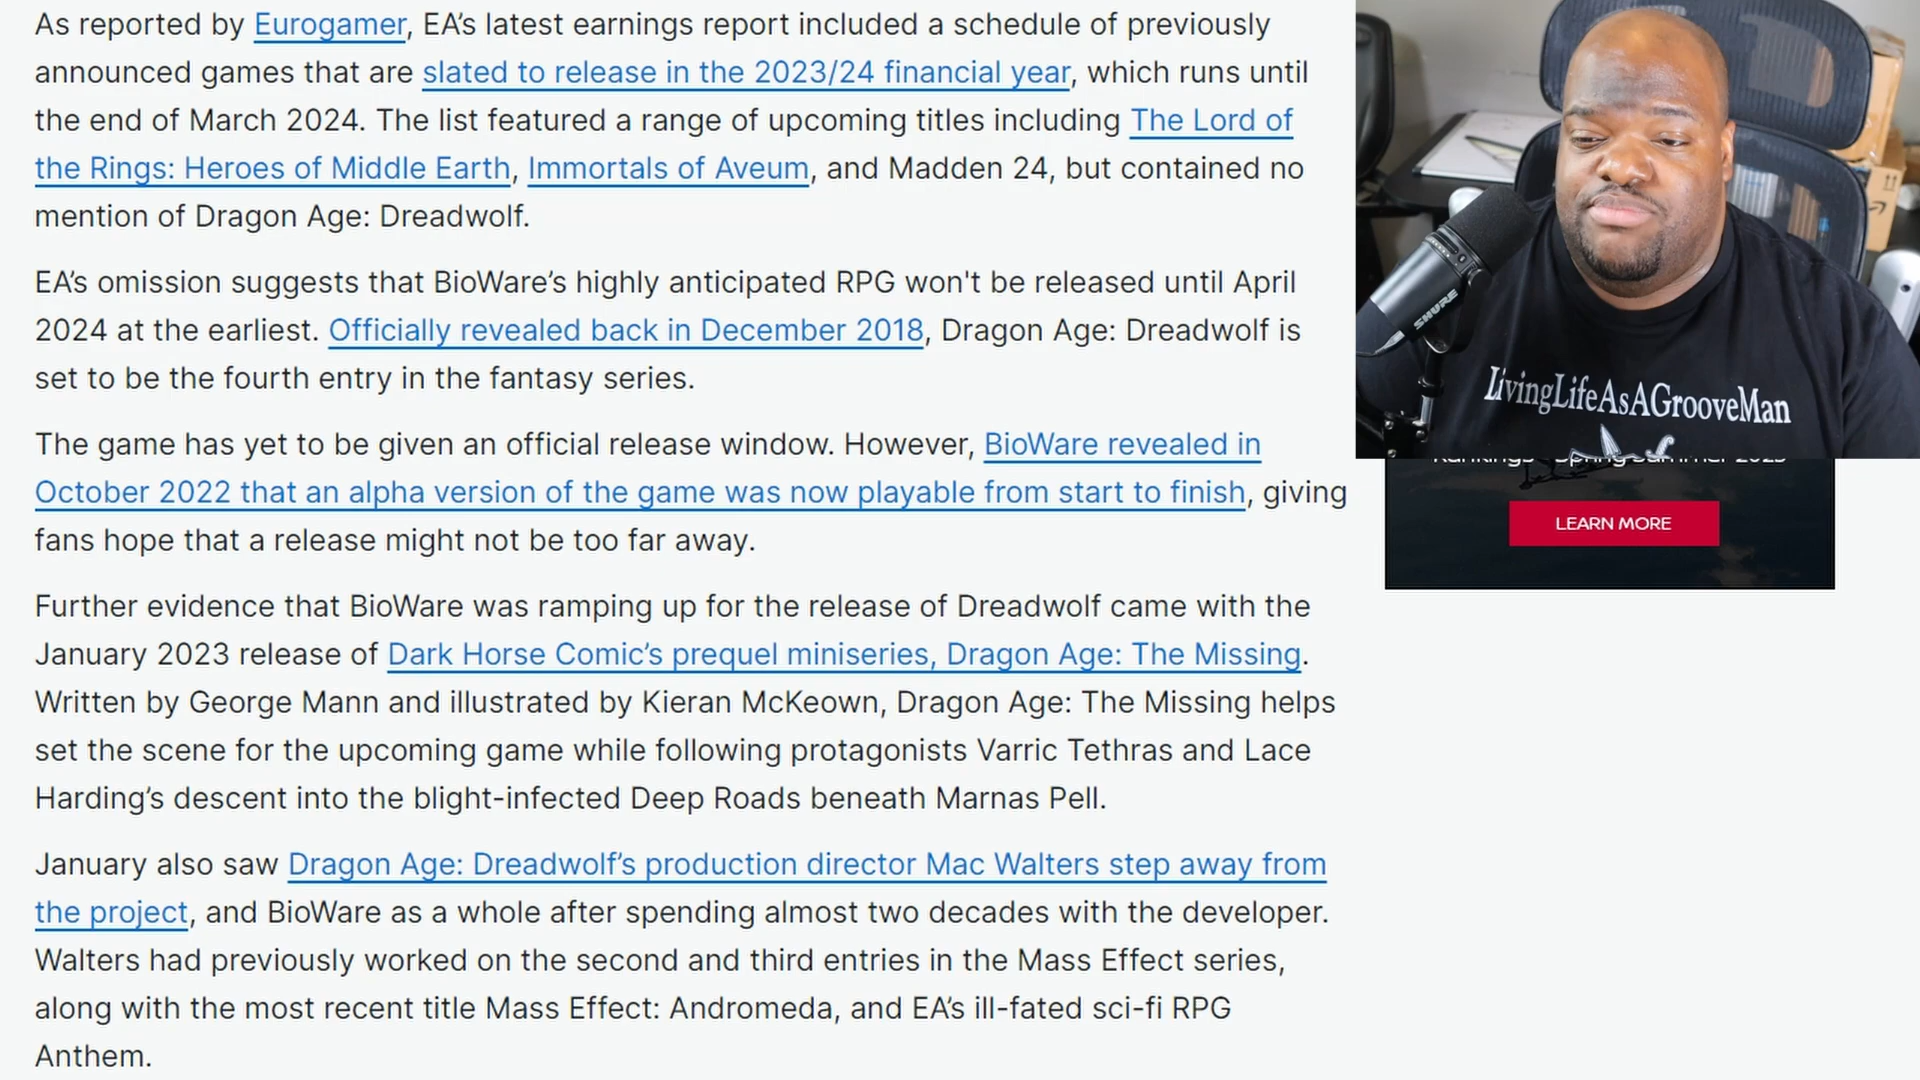 As reported by Eurogamer, EA’s latest earnings report included a schedule of previously
announced games that are slated to release in the 2023/24 financial year, which runs until
the end of March 2024. The list featured a range of upcoming titles including The Lord of
the Rings: Heroes of Middle Earth, Immortals of Aveum, and Madden 24, but contained no
mention of Dragon Age: Dreadwolf.
EA’s omission suggests that BioWare’s highly anticipated RPG won't be released until April
2024 at the earliest. Officially revealed back in December 2018, Dragon Age: Dreadwolf is
set to be the fourth entry in the fantasy series.
The game has yet to be given an official release window. However, BioWare revealed in
October 2022 that an alpha version of the game was now playable from start to finish, giving
fans hope that a release might not be too far away.
Further evidence that BioWare was ramping up for the release of Dreadwolf came with the
January 2023 release of Dark Horse Comic’s prequel miniseries, Dragon Age: The Missing.
Written by George Mann and illustrated by Kieran McKeown, Dragon Age: The Missing helps
set the scene for the upcoming game while following protagonists Varric Tethras and Lace
Harding’s descent into the blight-infected Deep Roads beneath Marnas Pell.
January also saw Dragon Age: Dreadwolf’s production director Mac Walters step away from
the project, and BioWare as a whole after spending almost two decades with the developer.
Walters had previously worked on the second and third entries in the Mass Effect series,
along with the most recent title Mass Effect: Andromeda, and EA’s ill-fated sci-fi RPG
Anthem.
SHURE
LivingLifeAsAGrooveMan
LEARN MORE